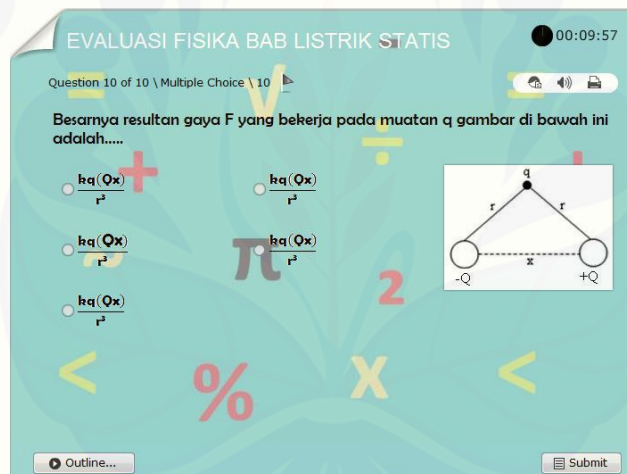 EVALUASI FISIKA BAB LISTRIK STATIS
00:09:57
Question 10 of 10 \ Multiple Choice \ 10
Besarnya resultan gaya F yang bekerja pada muatan q gambar di bawah ini
adalah.....
kq(Qx)
r³
kq(Qx)
r³
kq(Qx)
r³
kq(Qx)
r³
kq(Qx)
r³
q
r r
x
-Q +Q
Outline...
Submit